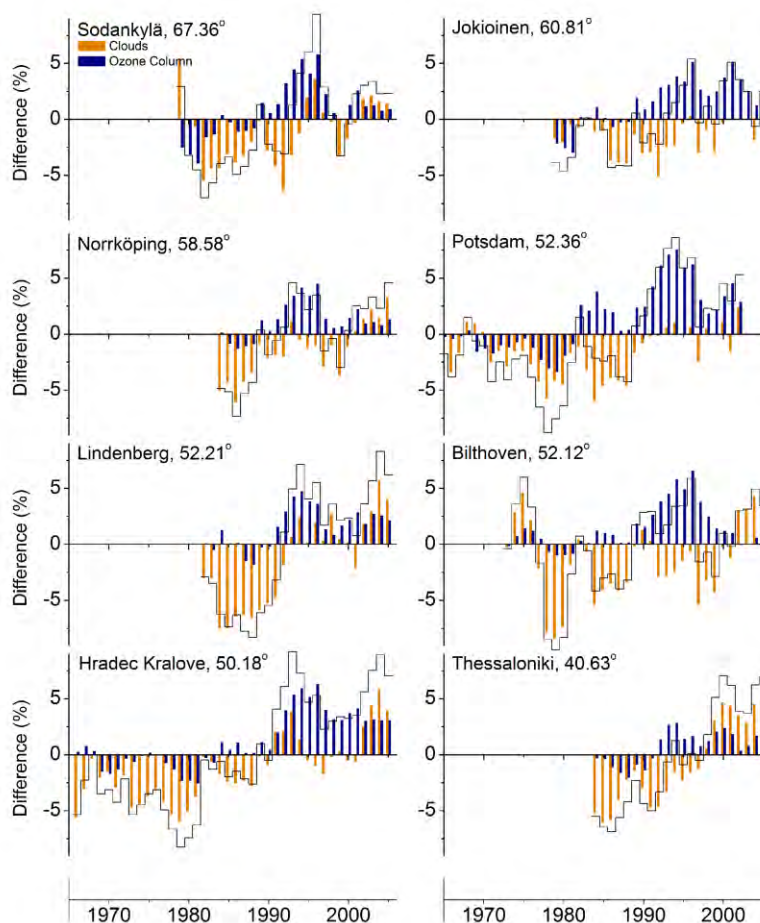 Sodankylä, 67.36°
Clouds
Ozone Column
Jokioinen, 60.81°
Difference (%)
5
0
-5
5
0
-5
Norrköping, 58.58°
Potsdam, 52.36°
Difference (%)
5
0
-5
5
0
-5
Lindenberg, 52.21°
Bilthoven, 52.12°
Difference (%)
5
0
-5
5
0
-5
Hradec Kralove, 50.18°
Thessaloniki, 40.63°
Difference (%)
5
0
-5
5
0
-5
1970 1980 1990 2000
1970 1980 1990 2000